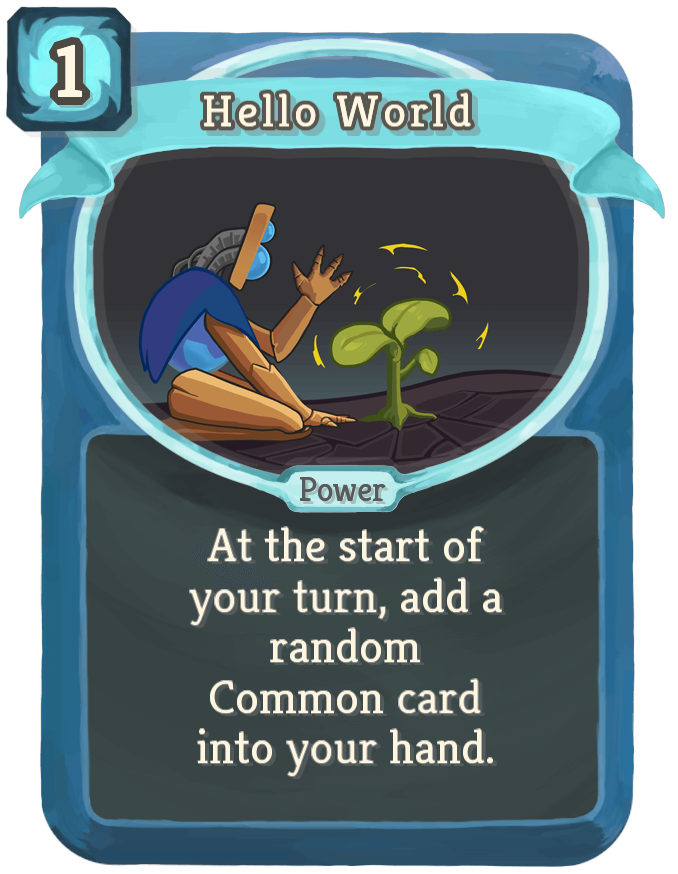 1
Hello World
Power
At the start of
your turn, add a
random
Common card
into your hand.